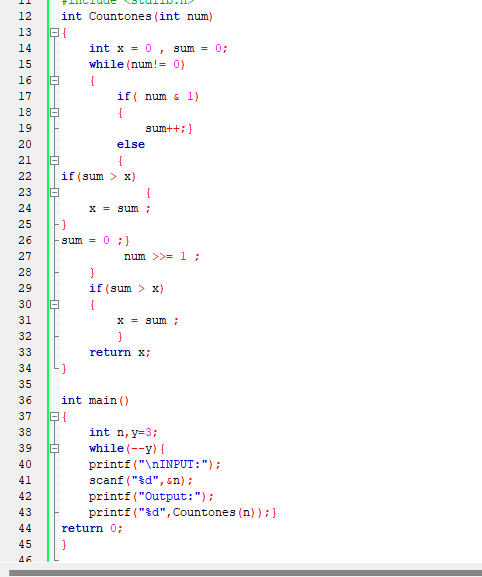 11 #include <stdlib.h>
12 int Countones(int num)
13 {
14 int x = 0 , sum = 0;
15 while(num!= 0)
16 {
17 if( num & 1)
18 {
19 sum++;}
20 else
21 {
22 if(sum > x)
23 {
24 x = sum ;
25 }
26 sum = 0 ;}
27 num >>= 1 ;
28 }
29 if(sum > x)
30 {
31 x = sum ;
32 }
33 return x;
34 }
35
36 int main()
37 {
38 int n,y=3;
39 while(--y){
40 printf("\nINPUT:");
41 scanf("%d",&n);
42 printf("Output:");
43 printf("%d",Countones(n));}
44 return 0;
45 }
46